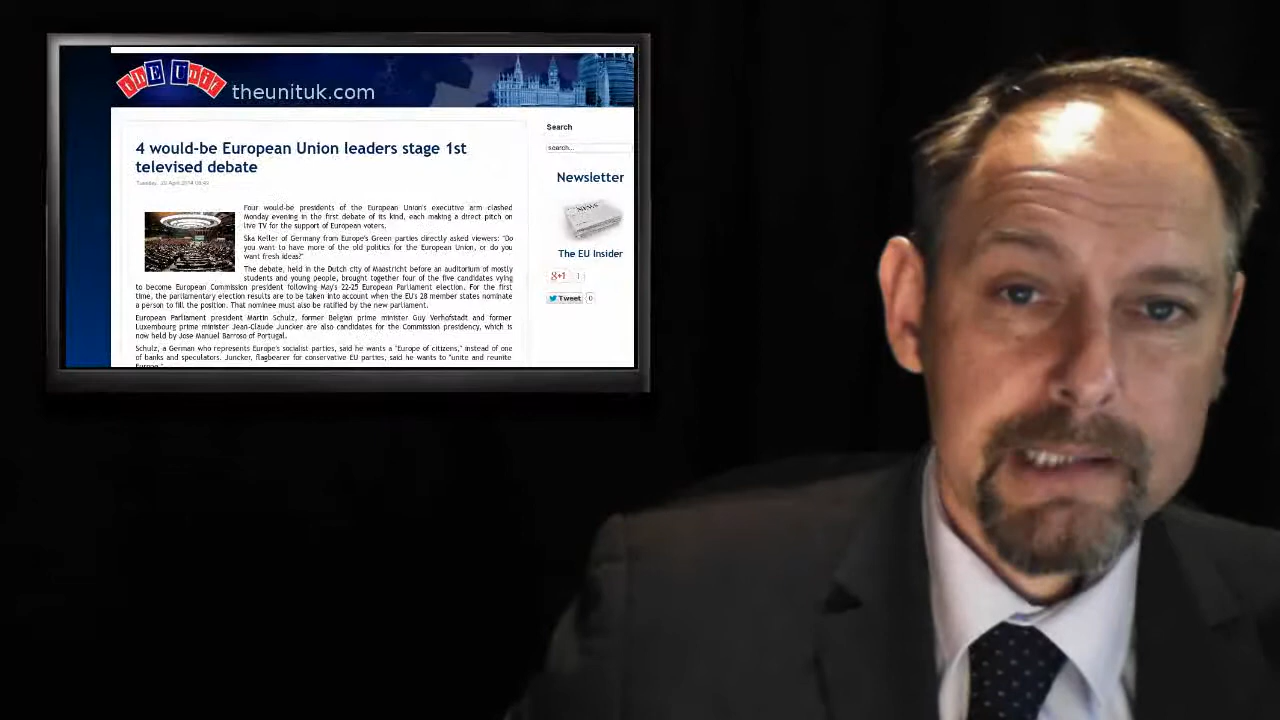 thE Unit
theunituk.com
4 would-be European Union leaders stage 1st
televised debate
Four would-be presidents of the European Union's executive arm clashed
Monday evening in the first debate of its kind, each making a direct pitch on
live TV for the support of European voters.
Ska Keller of Germany from Europe's Green parties directly asked viewers: "Do
you want to have more of the old politics for the European Union, or do you
want fresh ideas?"
The debate, held in the Dutch city of Maastricht before an auditorium of mostly
students and young people, brought together four of the five candidates vying
to become European Commission president following May's 22-25 European Parliament election. For the first
time, the parliamentary election results are to be taken into account when the EU's 28 member states nominate
a person to fill the position. That nominee must also be ratified by the new parliament.
European Parliament president Martin Schulz, former Belgian prime minister Guy Verhofstadt and former
Luxembourg prime minister Jean-Claude Juncker are also candidates for the Commission presidency, which is
now held by Jose Manuel Barroso of Portugal.
Schulz, a German who represents Europe's socialist parties, said he wants a "Europe of citizens," instead of one
of banks and speculators. Juncker, flagbearer for conservative EU parties, said he wants to "unite and reunite
Europe."
Search
search...
Newsletter
NEWS
The EU Insider
g+1 1
Tweet 0